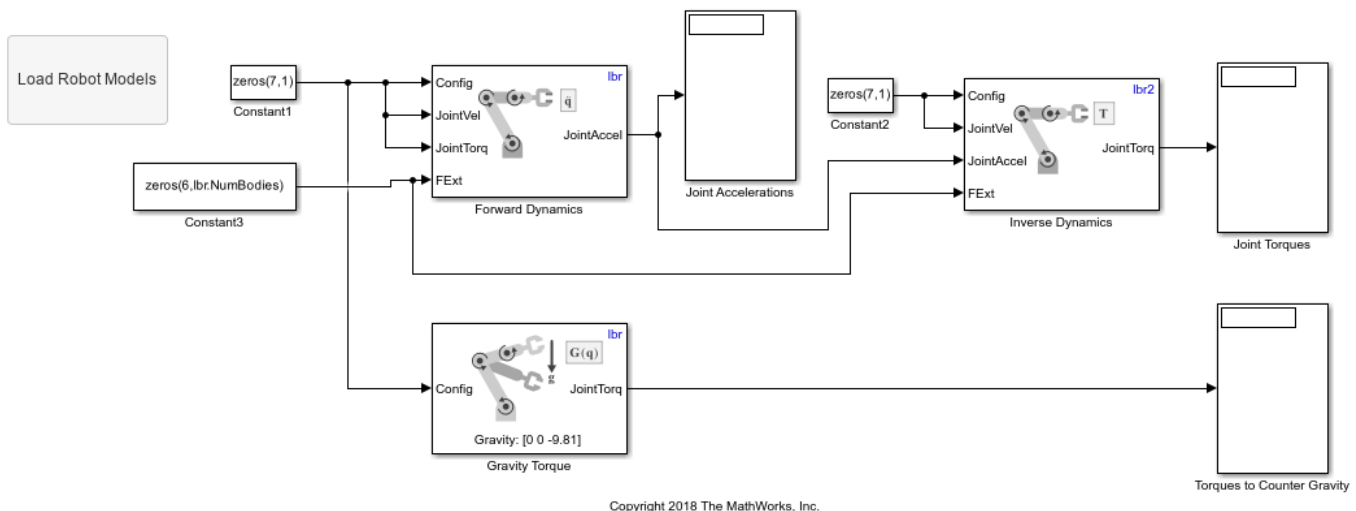 Load Robot Models
zeros(7,1)
Constant1
zeros(6,lbr.NumBodies)
Constant3
lbr
Config
JointVel
JointTorq
FExt
q̈
JointAccel
Forward Dynamics
Joint Accelerations
zeros(7,1)
Constant2
lbr2
Config
JointVel
JointAccel
FExt
T
JointTorq
Inverse Dynamics
Joint Torques
lbr
Config
G(q)
g
JointTorq
Gravity: [0 0 -9.81]
Gravity Torque
Torques to Counter Gravity
Copyright 2018 The MathWorks, Inc.